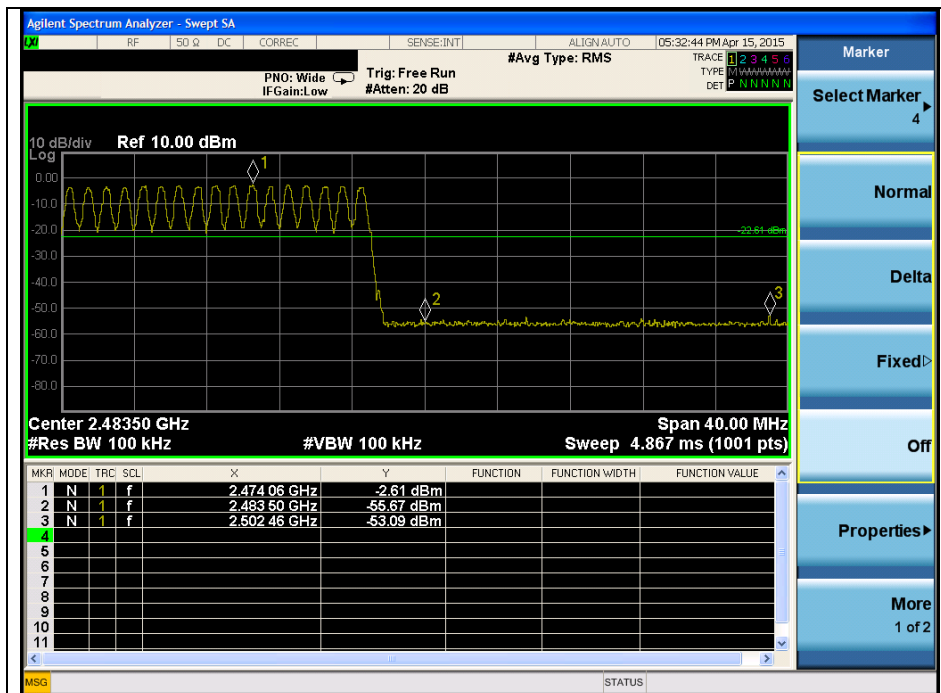 Agilent Spectrum Analyzer - Swept SA
LXI RF 50 Ω DC CORREC SENSE:INT ALIGN AUTO 05:32:44 PM Apr 15, 2015
#Avg Type: RMS
TRACE 1 2 3 4 5 6
TYPE M W W W W W
DET P N N N N N
PNO: Wide
IFGain:Low
Trig: Free Run
#Atten: 20 dB
10 dB/div
Log
Ref 10.00 dBm
0.00
-10.0
-20.0
-30.0
-40.0
-50.0
-60.0
-70.0
-80.0
1
-22.61 dBm
2
3
Center 2.48350 GHz
Span 40.00 MHz
#Res BW 100 kHz
#VBW 100 kHz
Sweep 4.867 ms (1001 pts)
MKR MODE TRC SCL X Y FUNCTION FUNCTION WIDTH FUNCTION VALUE
1 N 1 f 2.474 06 GHz -2.61 dBm
2 N 1 f 2.483 50 GHz -55.67 dBm
3 N 1 f 2.502 46 GHz -53.09 dBm
4
5
6
7
8
9
10
11
MSG
STATUS
Marker
Select Marker
4
Normal
Delta
Fixed
Off
Properties
More
1 of 2